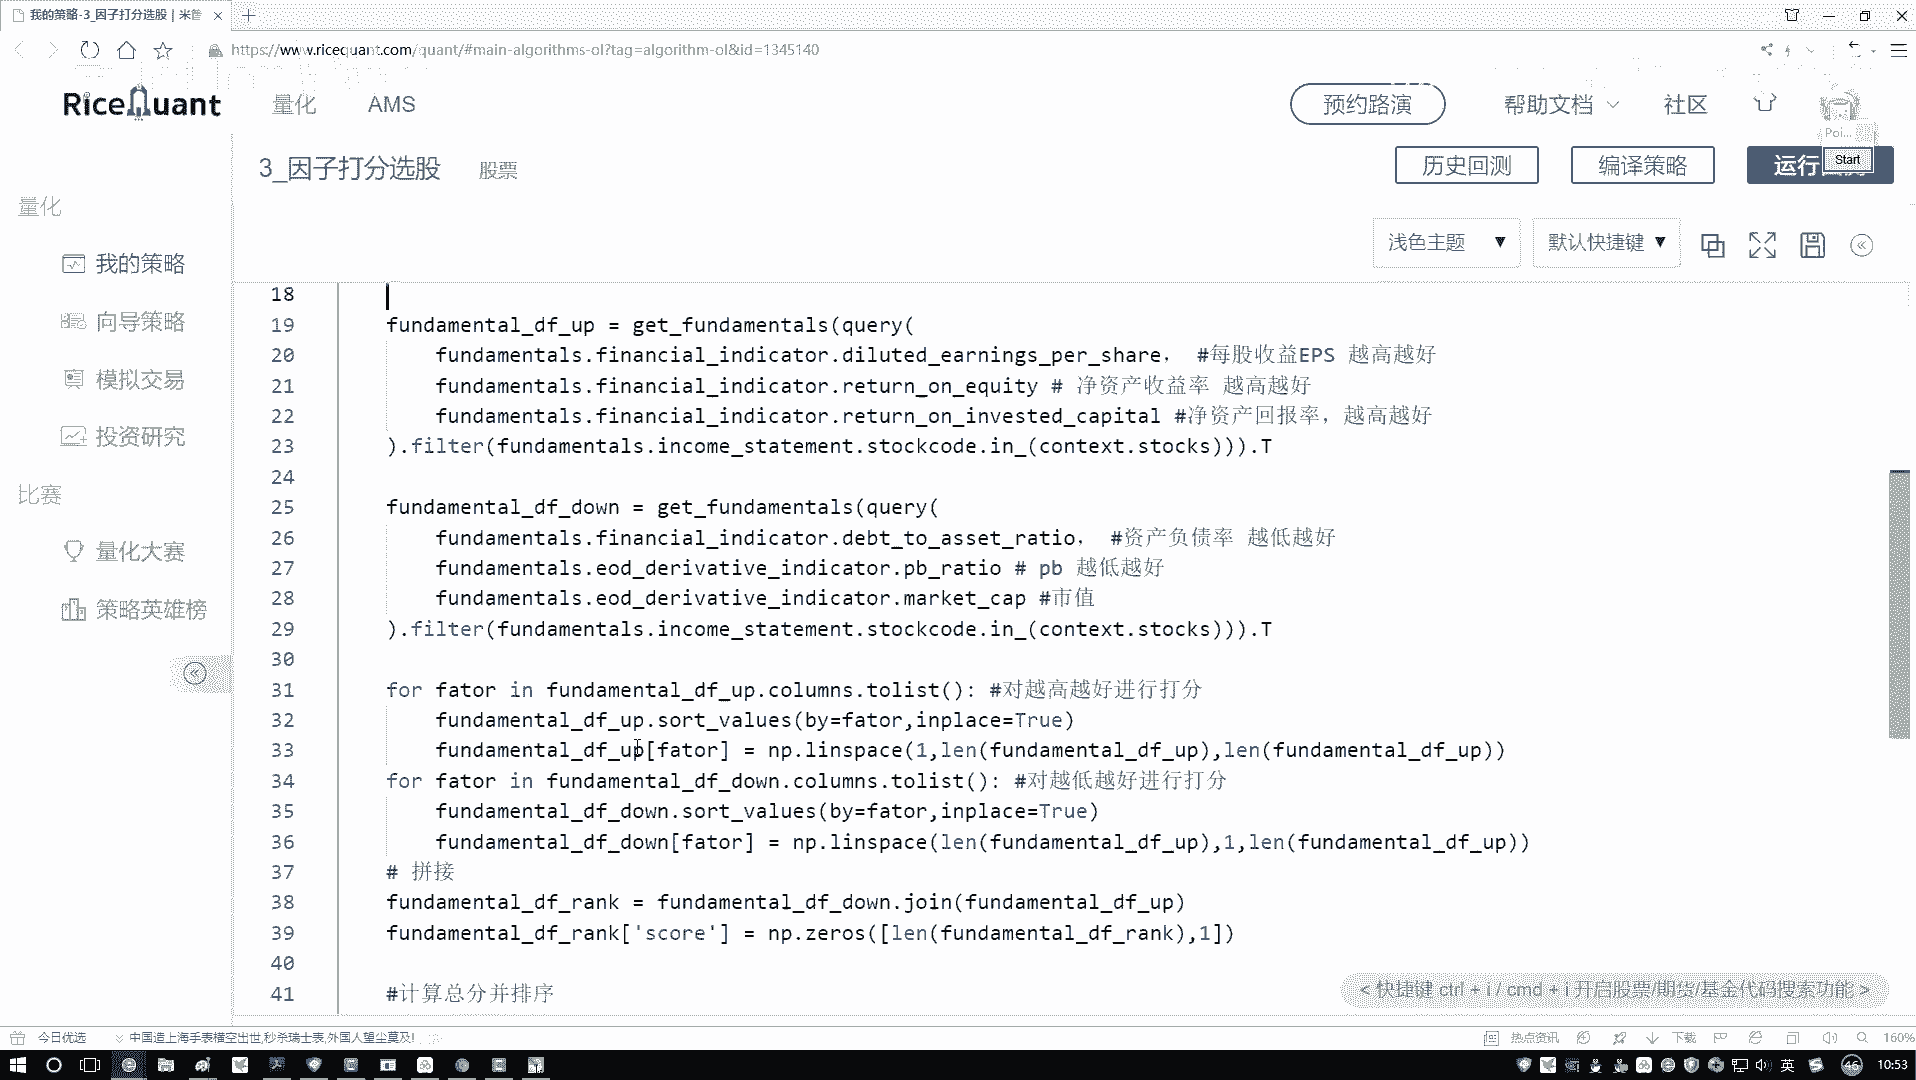 我的策略-3_因子打分选股 | 米筐
https://www.ricequant.com/quant/#main-algorithms-ol?tag=algorithm-ol&id=1345140
RiceQuant
量化
AMS
预约路演
帮助文档
社区
Poi...
Start
3_因子打分选股
股票
历史回测
编译策略
运行
量化
我的策略
向导策略
模拟交易
投资研究
比赛
量化大赛
策略英雄榜
浅色主题 ▼
默认快捷键 ▼
18
19 fundamental_df_up = get_fundamentals(query(
20 fundamentals.financial_indicator.diluted_earnings_per_share， #每股收益EPS 越高越好
21 fundamentals.financial_indicator.return_on_equity # 净资产收益率 越高越好
22 fundamentals.financial_indicator.return_on_invested_capital #净资产回报率，越高越好
23 ).filter(fundamentals.income_statement.stockcode.in_(context.stocks))).T
24
25 fundamental_df_down = get_fundamentals(query(
26 fundamentals.financial_indicator.debt_to_asset_ratio， #资产负债率 越低越好
27 fundamentals.eod_derivative_indicator.pb_ratio # pb 越低越好
28 fundamentals.eod_derivative_indicator.market_cap #市值
29 ).filter(fundamentals.income_statement.stockcode.in_(context.stocks))).T
30
31 for fator in fundamental_df_up.columns.tolist(): #对越高越好进行打分
32 fundamental_df_up.sort_values(by=fator,inplace=True)
33 fundamental_df_up[fator] = np.linspace(1,len(fundamental_df_up),len(fundamental_df_up))
34 for fator in fundamental_df_down.columns.tolist(): #对越低越好进行打分
35 fundamental_df_down.sort_values(by=fator,inplace=True)
36 fundamental_df_down[fator] = np.linspace(len(fundamental_df_up),1,len(fundamental_df_up))
37 # 拼接
38 fundamental_df_rank = fundamental_df_down.join(fundamental_df_up)
39 fundamental_df_rank['score'] = np.zeros([len(fundamental_df_rank),1])
40
41 #计算总分并排序
< 快捷键 ctrl + i / cmd + i 开启股票/期货/基金代码搜索功能 >
今日优选
中国造上海手表横空出世,秒杀瑞士表,外国人望尘莫及!
热点资讯
下载
160%
英
46
10:53